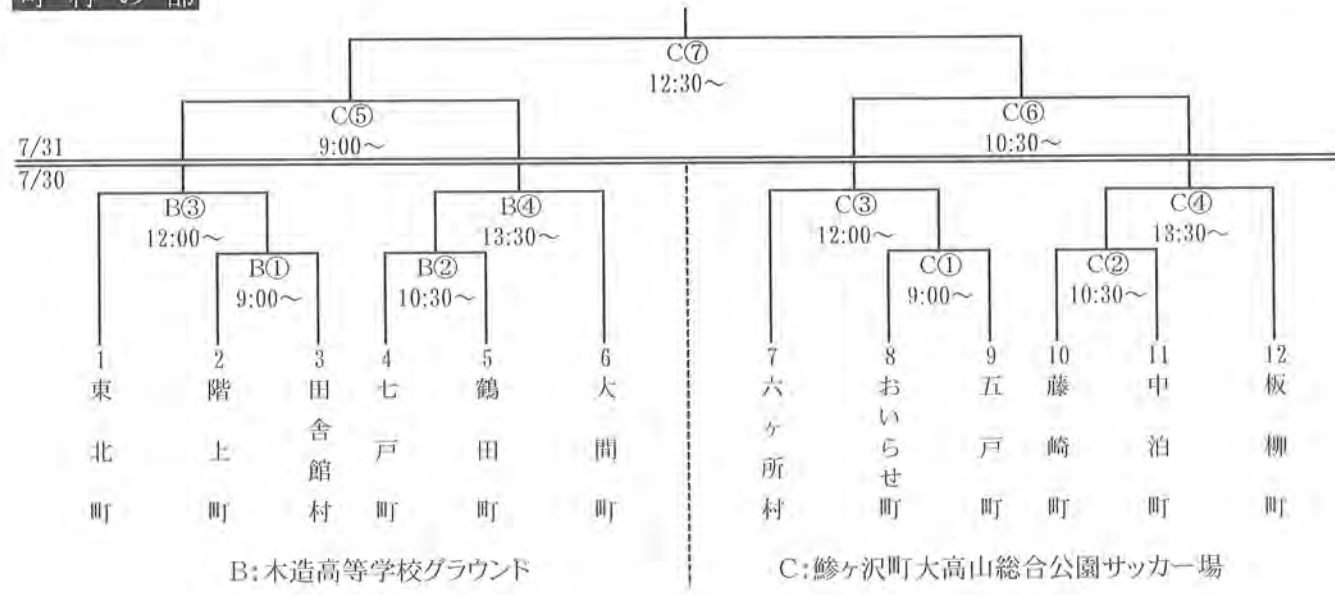 町村の部
C⑦
12:30～
C⑤
9:00～
C⑥
10:30～
7/31
7/30
B③
12:00～
B④
13:30～
C③
12:00～
C④
13:30～
B①
9:00～
B②
10:30～
C①
9:00～
C②
10:30～
1 東北町
2 階上町
3 田舎館村
4 七戸町
5 鶴田町
6 大間町
7 六ヶ所村
8 おいらせ町
9 五戸町
10 藤崎町
11 中泊町
12 板柳町
B:木造高等学校グラウンド
C:鰺ヶ沢町大高山総合公園サッカー場